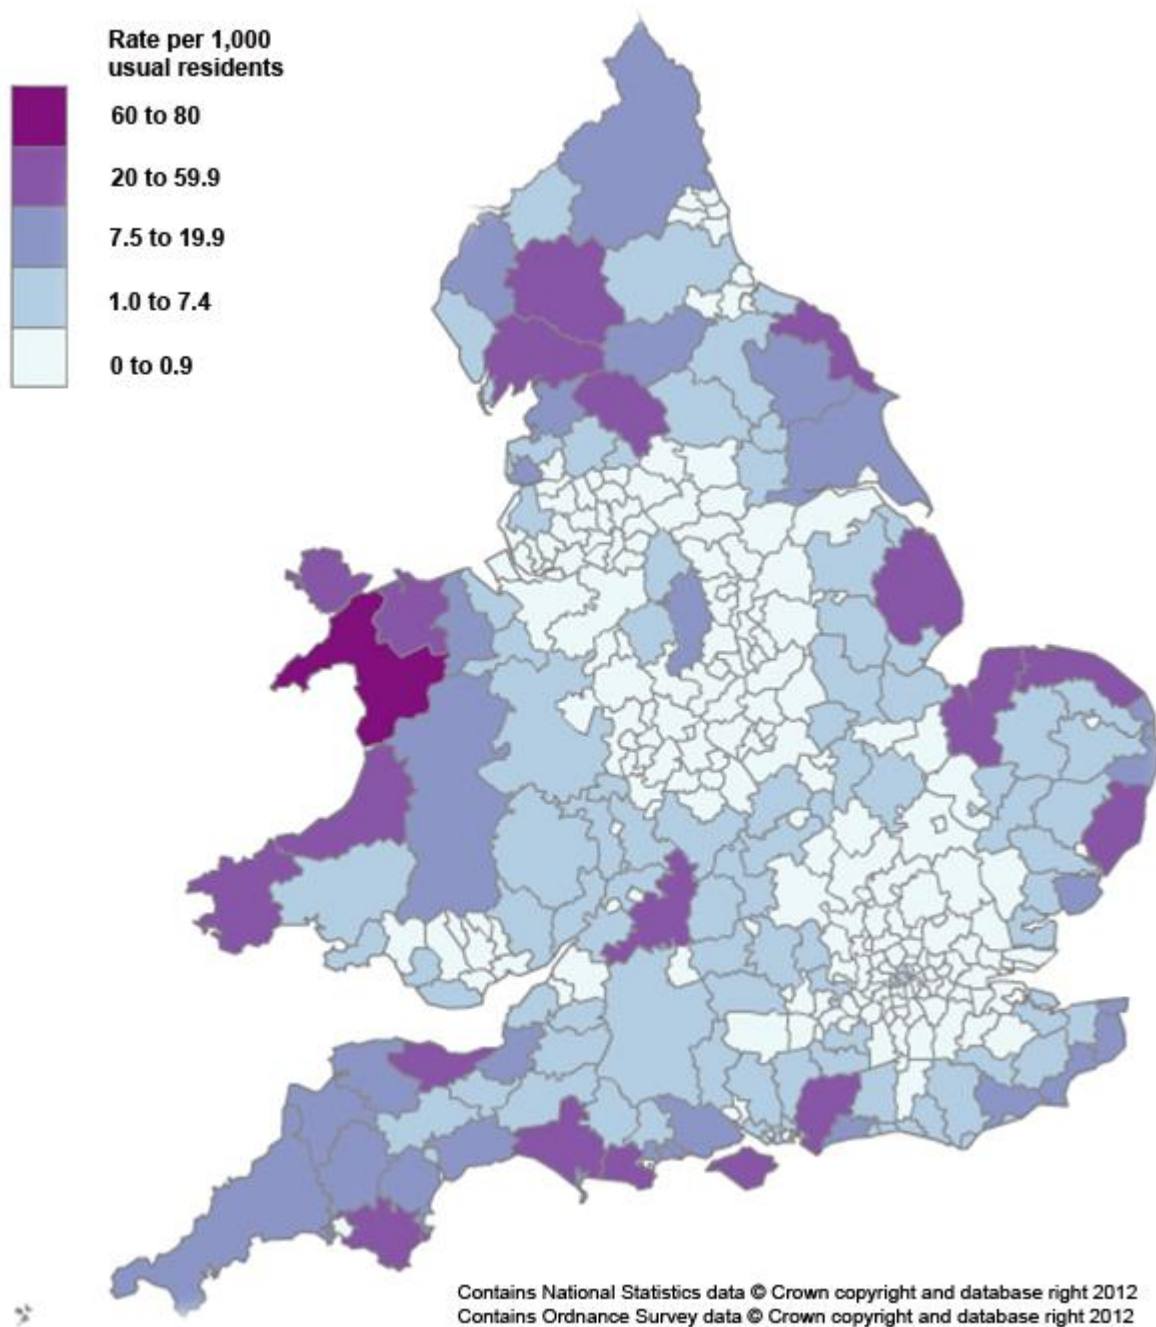 Rate per 1,000
usual residents
60 to 80
20 to 59.9
7.5 to 19.9
1.0 to 7.4
0 to 0.9
Contains National Statistics data © Crown copyright and database right 2012
Contains Ordnance Survey data © Crown copyright and database right 2012